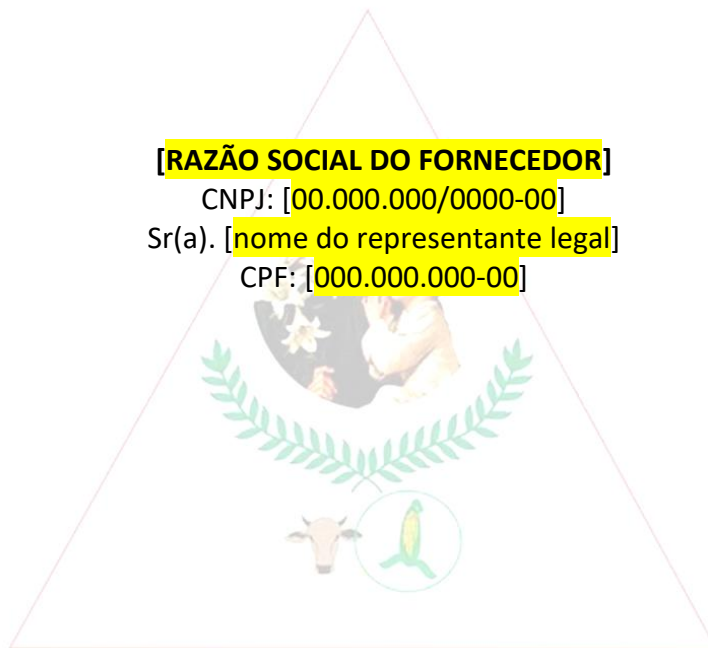 [RAZÃO SOCIAL DO FORNECEDOR]
CNPJ: [00.000.000/0000-00]
Sr(a). [nome do representante legal]
CPF: [000.000.000-00]